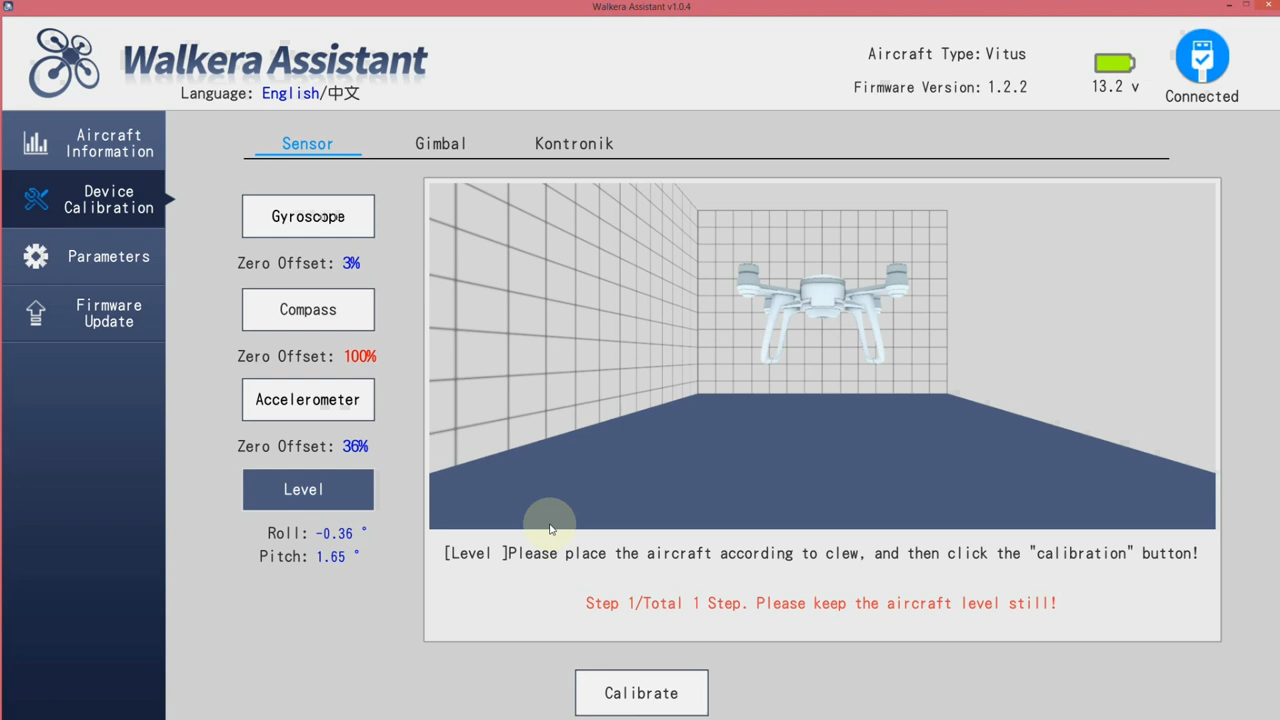 Walkera Assistant v1.0.4
Walkera Assistant
Language: English/中文
Aircraft Type: Vitus
Firmware Version: 1.2.2
13.2 v
Connected
Aircraft
Information
Device
Calibration
Parameters
Firmware
Update
Sensor
Gimbal
Kontronik
Gyroscope
Zero Offset: 3%
Compass
Zero Offset: 100%
Accelerometer
Zero Offset: 36%
Level
Roll: -0.36 °
Pitch: 1.65 °
[Level ]Please place the aircraft according to clew, and then click the "calibration" button!
Step 1/Total 1 Step. Please keep the aircraft level still!
Calibrate